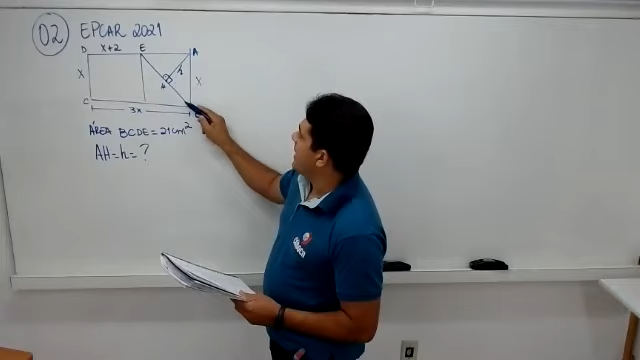 02 EPCAR 2021
D X+2 E A
X h X
H
C
3X
ÁREA BCDE = 21cm²
AH = h = ?